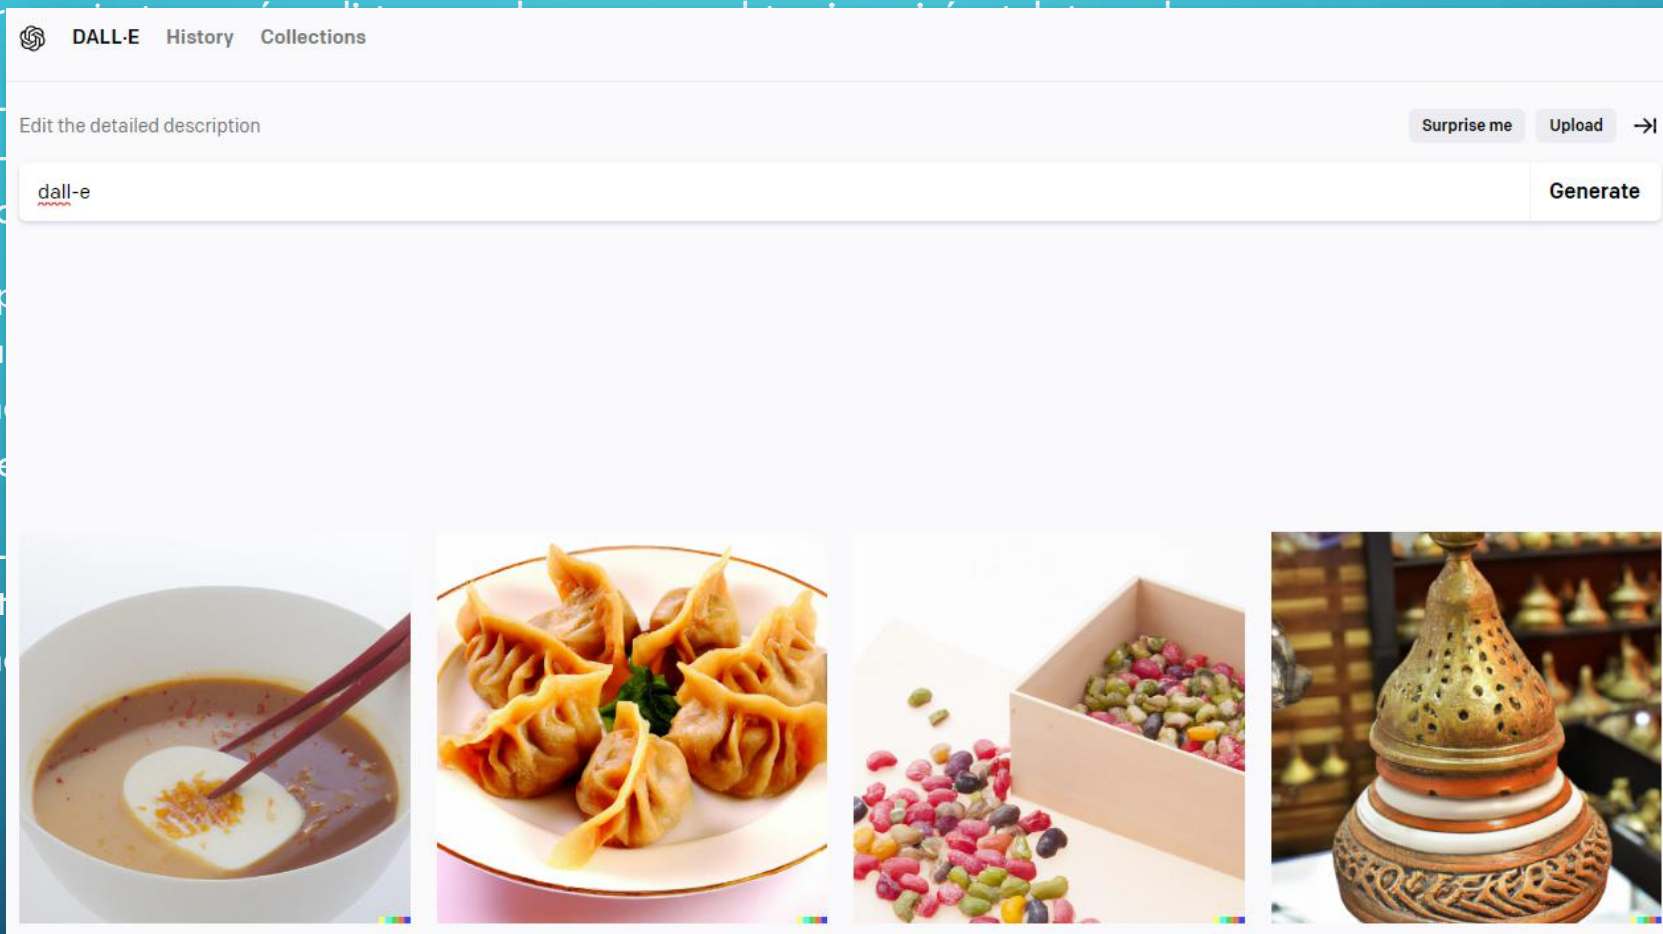 DALL·E History Collections
Edit the detailed description
Surprise me Upload
dall-e
Generate